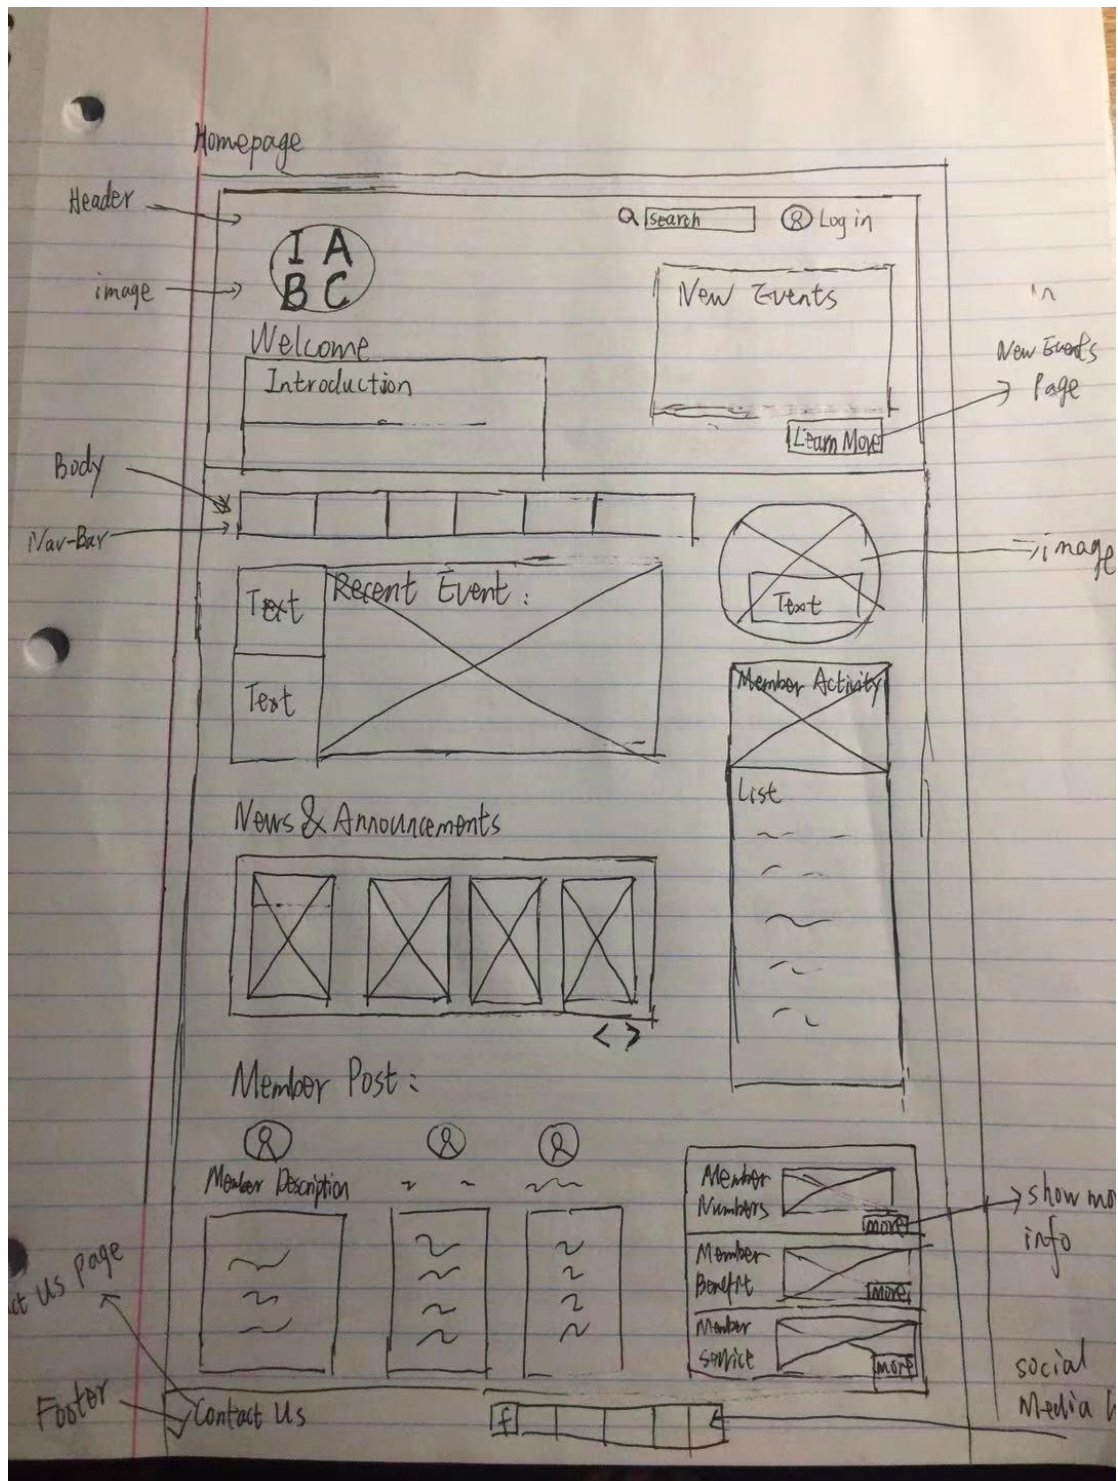 Homepage
Header
search
Log in
I A
B C
image
New Events
in
New Events
Page
Welcome
Introduction
Learn More
Body
Nav-Bar
image
Text
Recent Event :
Text
Text
Member Activity
List
News & Announcements
< >
Member Post :
Member Description
Member
Numbers
more
show mo
info
Member
Benefit
more
Member
service
more
ct Us Page
Footer
Contact Us
f
social
Media